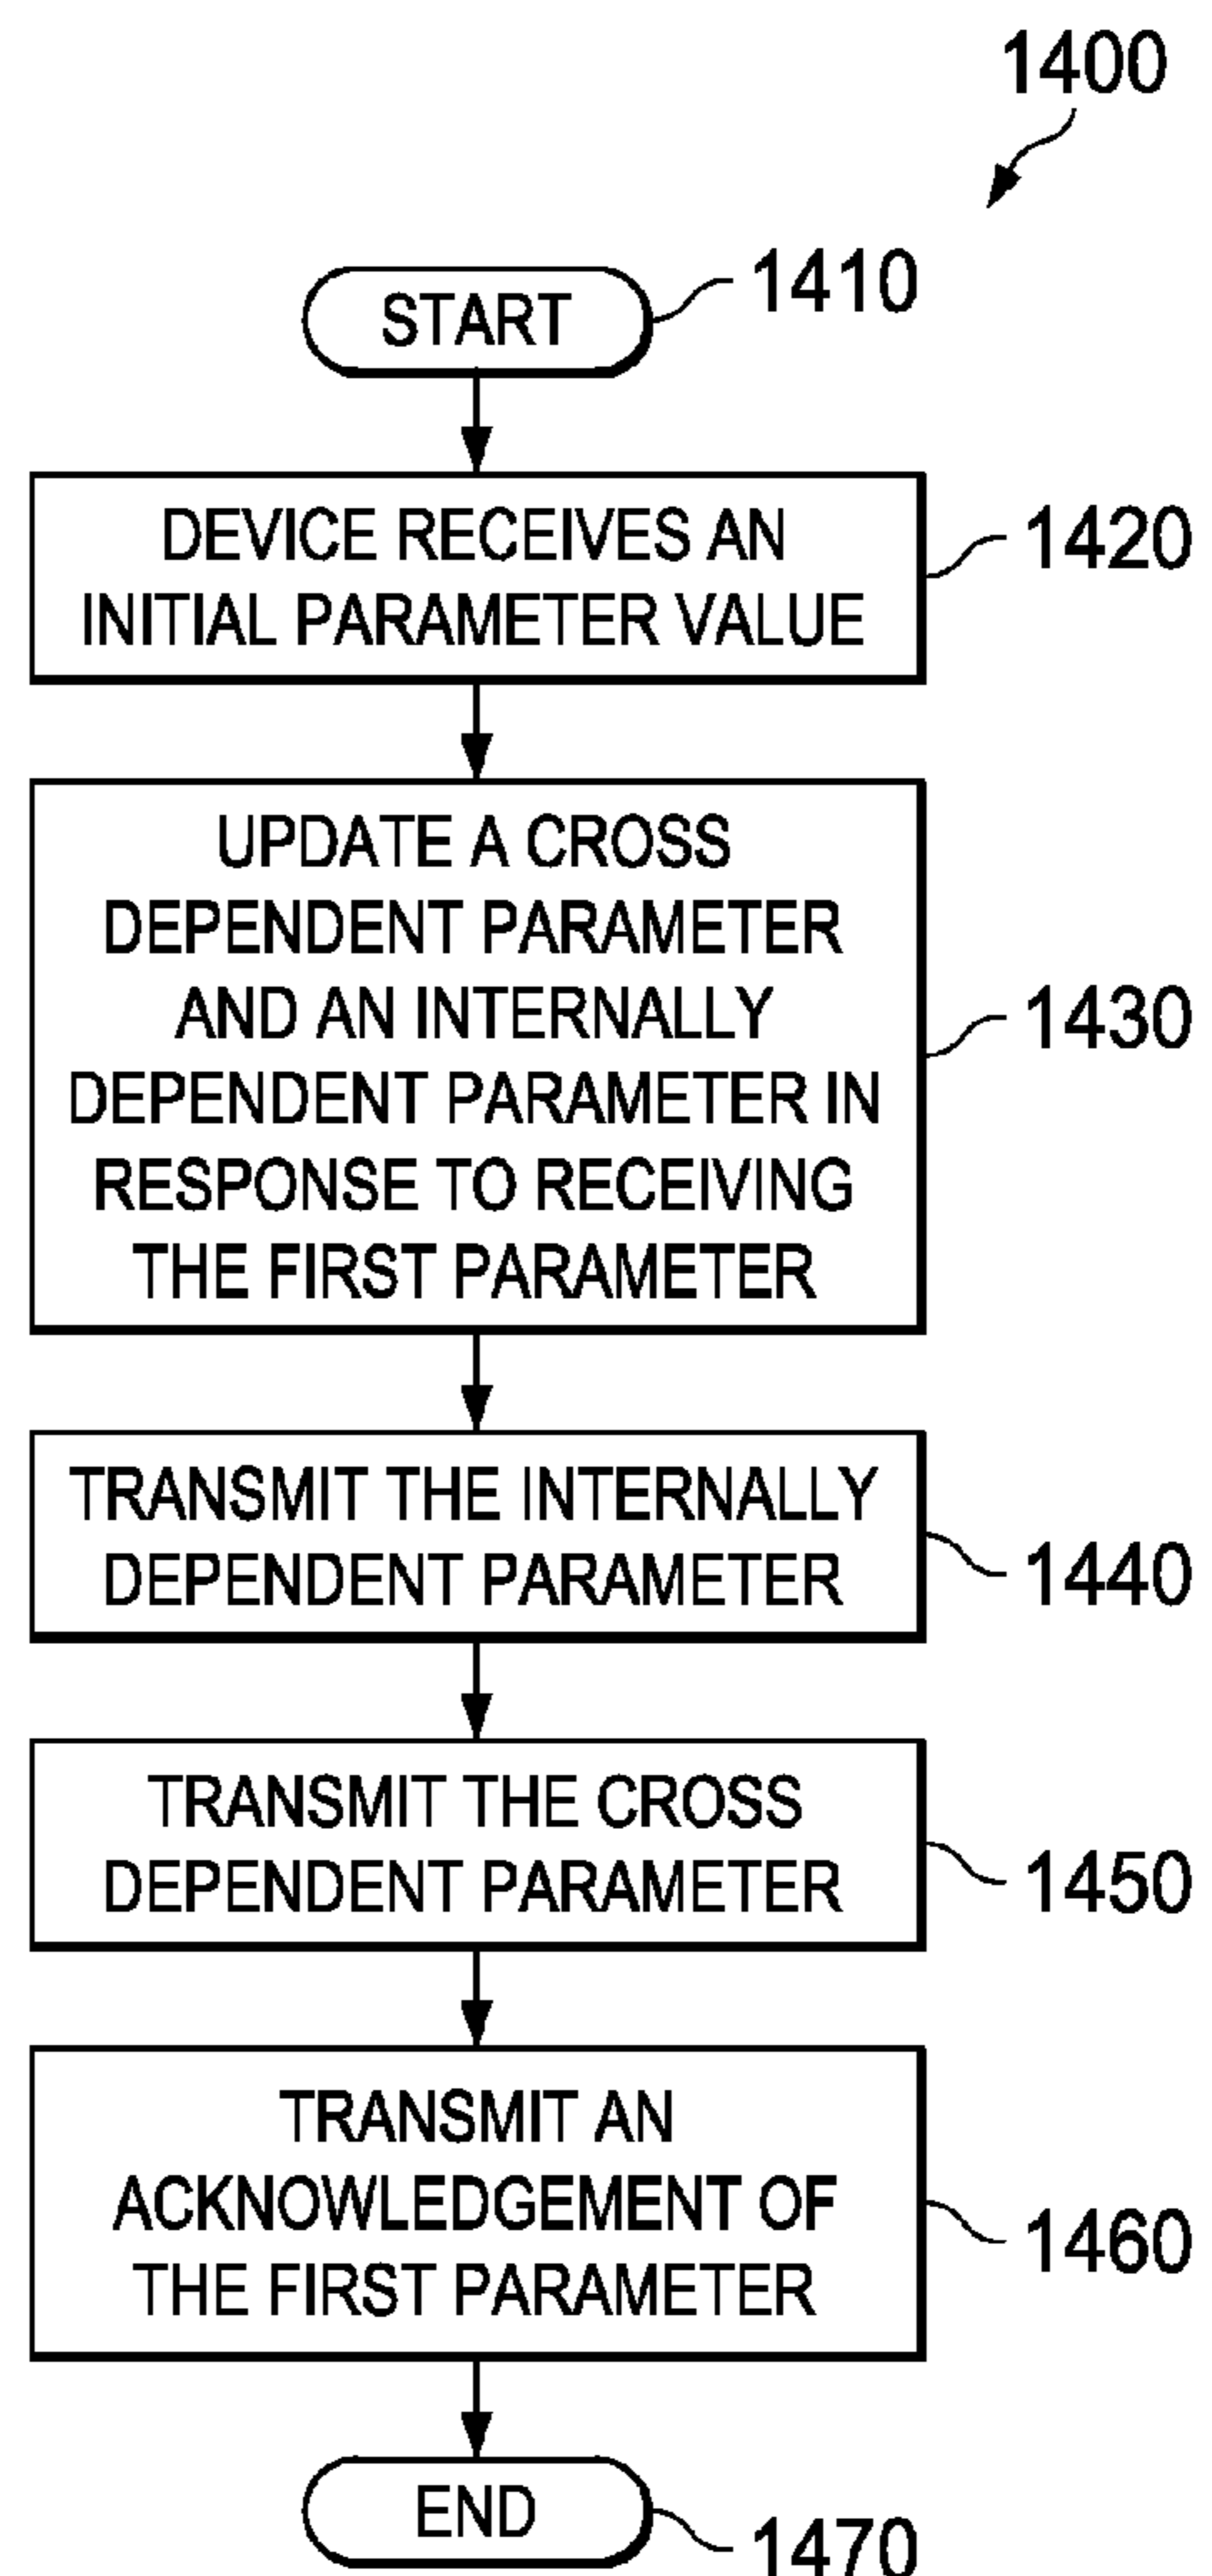 1400
START
1410
DEVICE RECEIVES AN
INITIAL PARAMETER VALUE
1420
UPDATE A CROSS
DEPENDENT PARAMETER
AND AN INTERNALLY
DEPENDENT PARAMETER IN
RESPONSE TO RECEIVING
THE FIRST PARAMETER
1430
TRANSMIT THE INTERNALLY
DEPENDENT PARAMETER
1440
TRANSMIT THE CROSS
DEPENDENT PARAMETER
1450
TRANSMIT AN
ACKNOWLEDGEMENT OF
THE FIRST PARAMETER
1460
END
1470